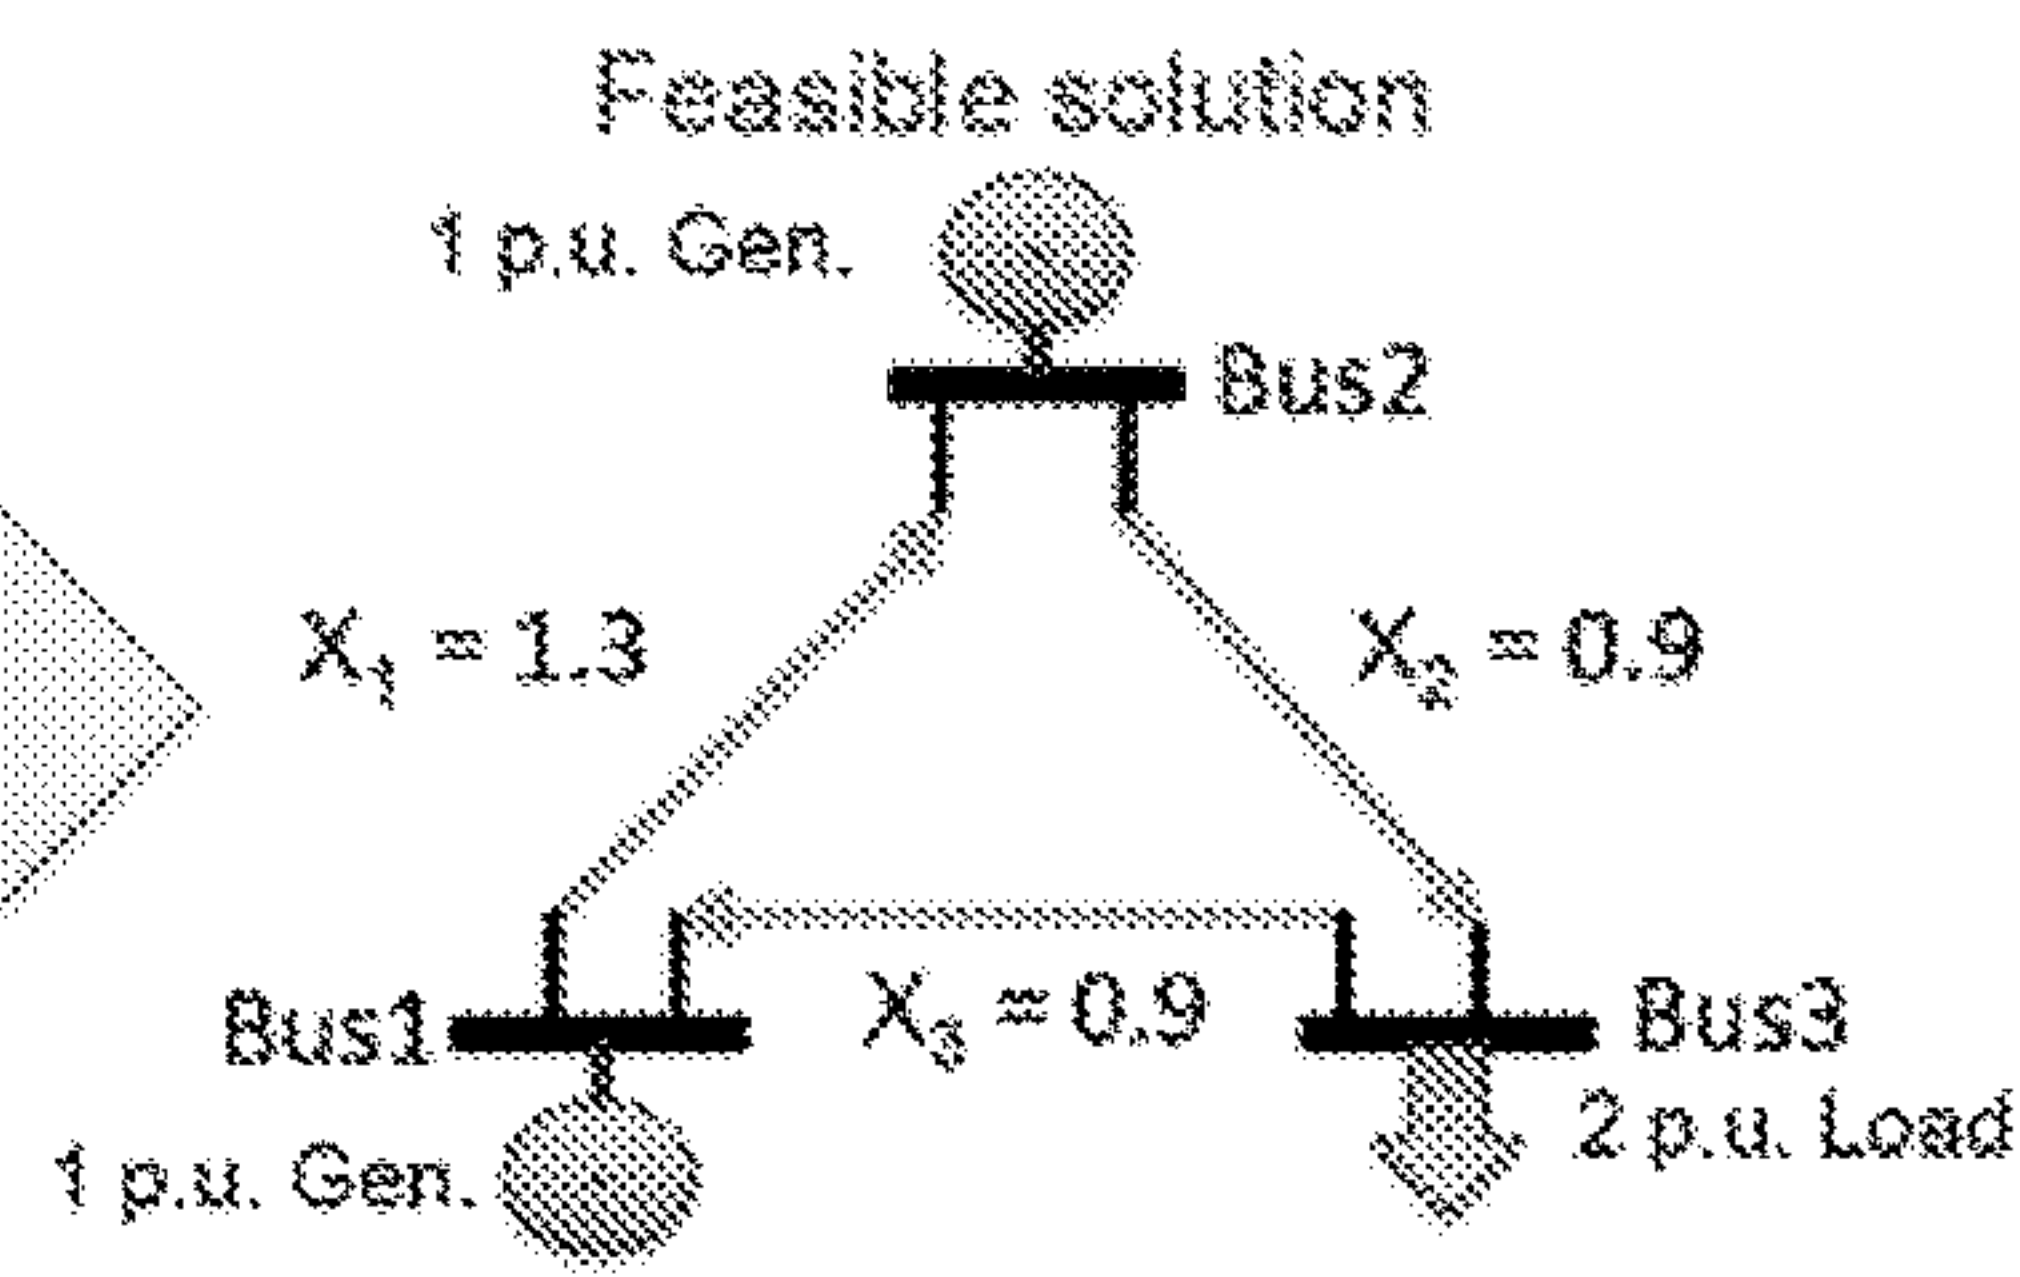 Feasible solution
1 p.u. Gen.
Bus2
X₁ = 1.3
X₂ = 0.9
Bus1
X₃ = 0.9
Bus3
1 p.u. Gen.
2 p.u. Load